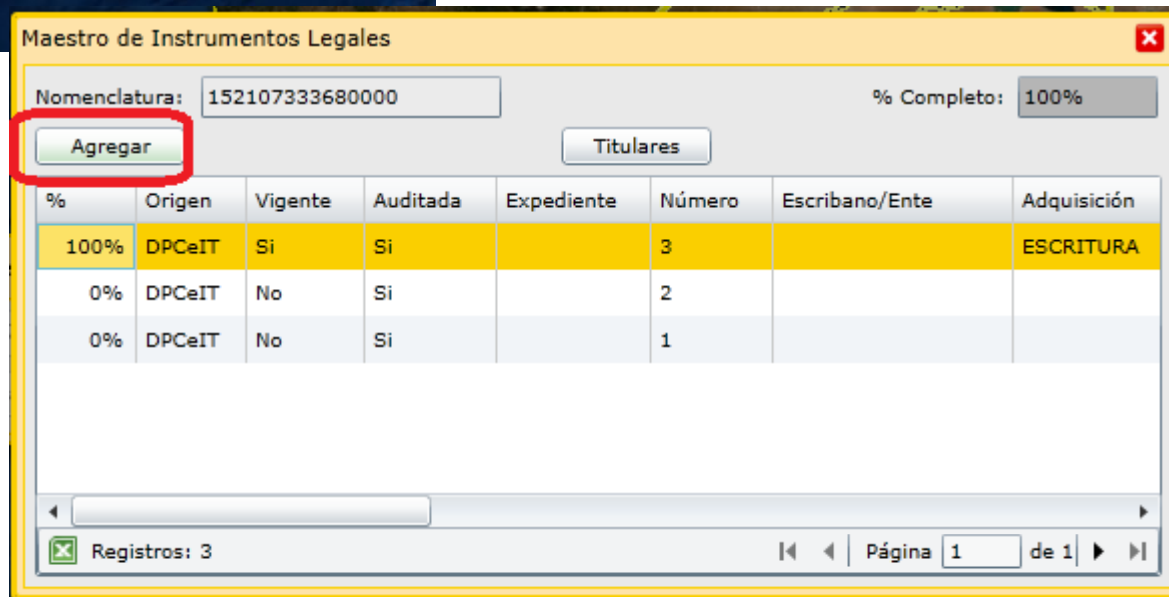 Maestro de Instrumentos Legales
Nomenclatura: 152107333680000 % Completo: 100%
Agregar Titulares
% Origen Vigente Auditada Expediente Número Escribano/Ente Adquisición
100% DPCeIT Si Si 3 ESCRITURA
0% DPCeIT No Si 2
0% DPCeIT No Si 1
Registros: 3 Página 1 de 1